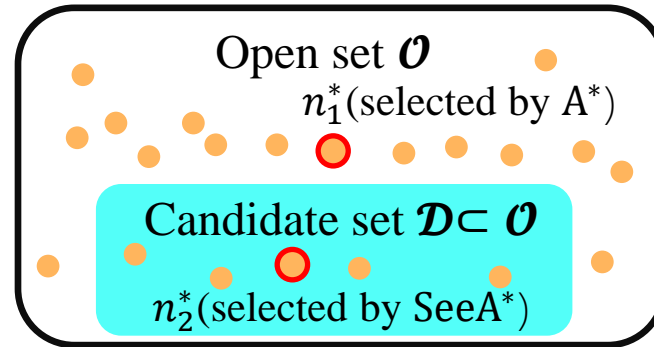 Open set 𝓞
n₁*(selected by A*)
Candidate set 𝓓⊂ 𝓞
n₂*(selected by SeeA*)